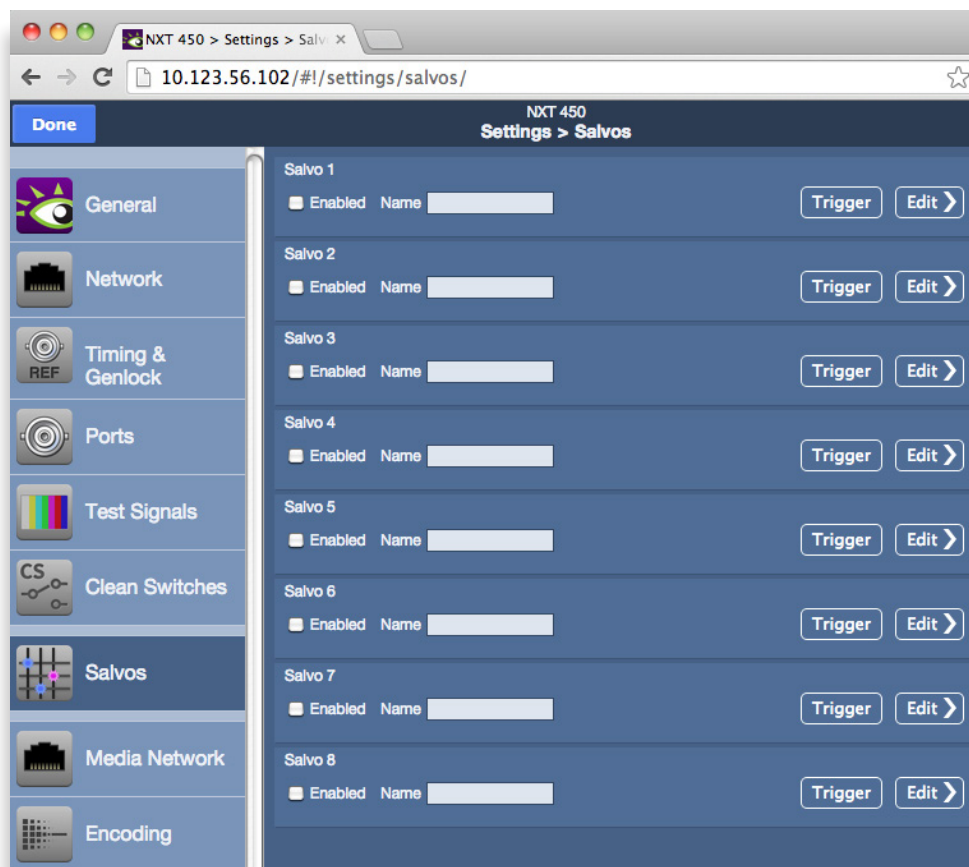 NXT 450 > Settings > Salv
10.123.56.102/#!/settings/salvos/
Done
NXT 450
Settings > Salvos
General
Network
REF
Timing &
Genlock
Ports
Test Signals
CS
Clean Switches
Salvos
Media Network
Encoding
Salvo 1
Enabled Name Trigger Edit
Salvo 2
Enabled Name Trigger Edit
Salvo 3
Enabled Name Trigger Edit
Salvo 4
Enabled Name Trigger Edit
Salvo 5
Enabled Name Trigger Edit
Salvo 6
Enabled Name Trigger Edit
Salvo 7
Enabled Name Trigger Edit
Salvo 8
Enabled Name Trigger Edit